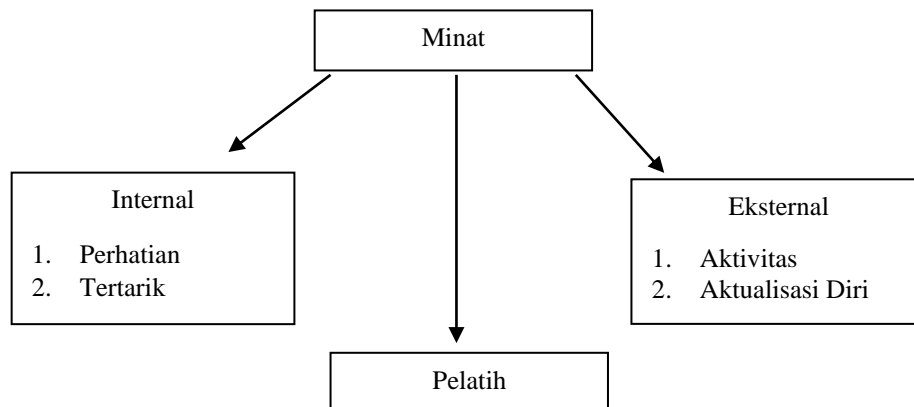 Minat
Internal
1. Perhatian
2. Tertarik
Eksternal
1. Aktivitas
2. Aktualisasi Diri
Pelatih